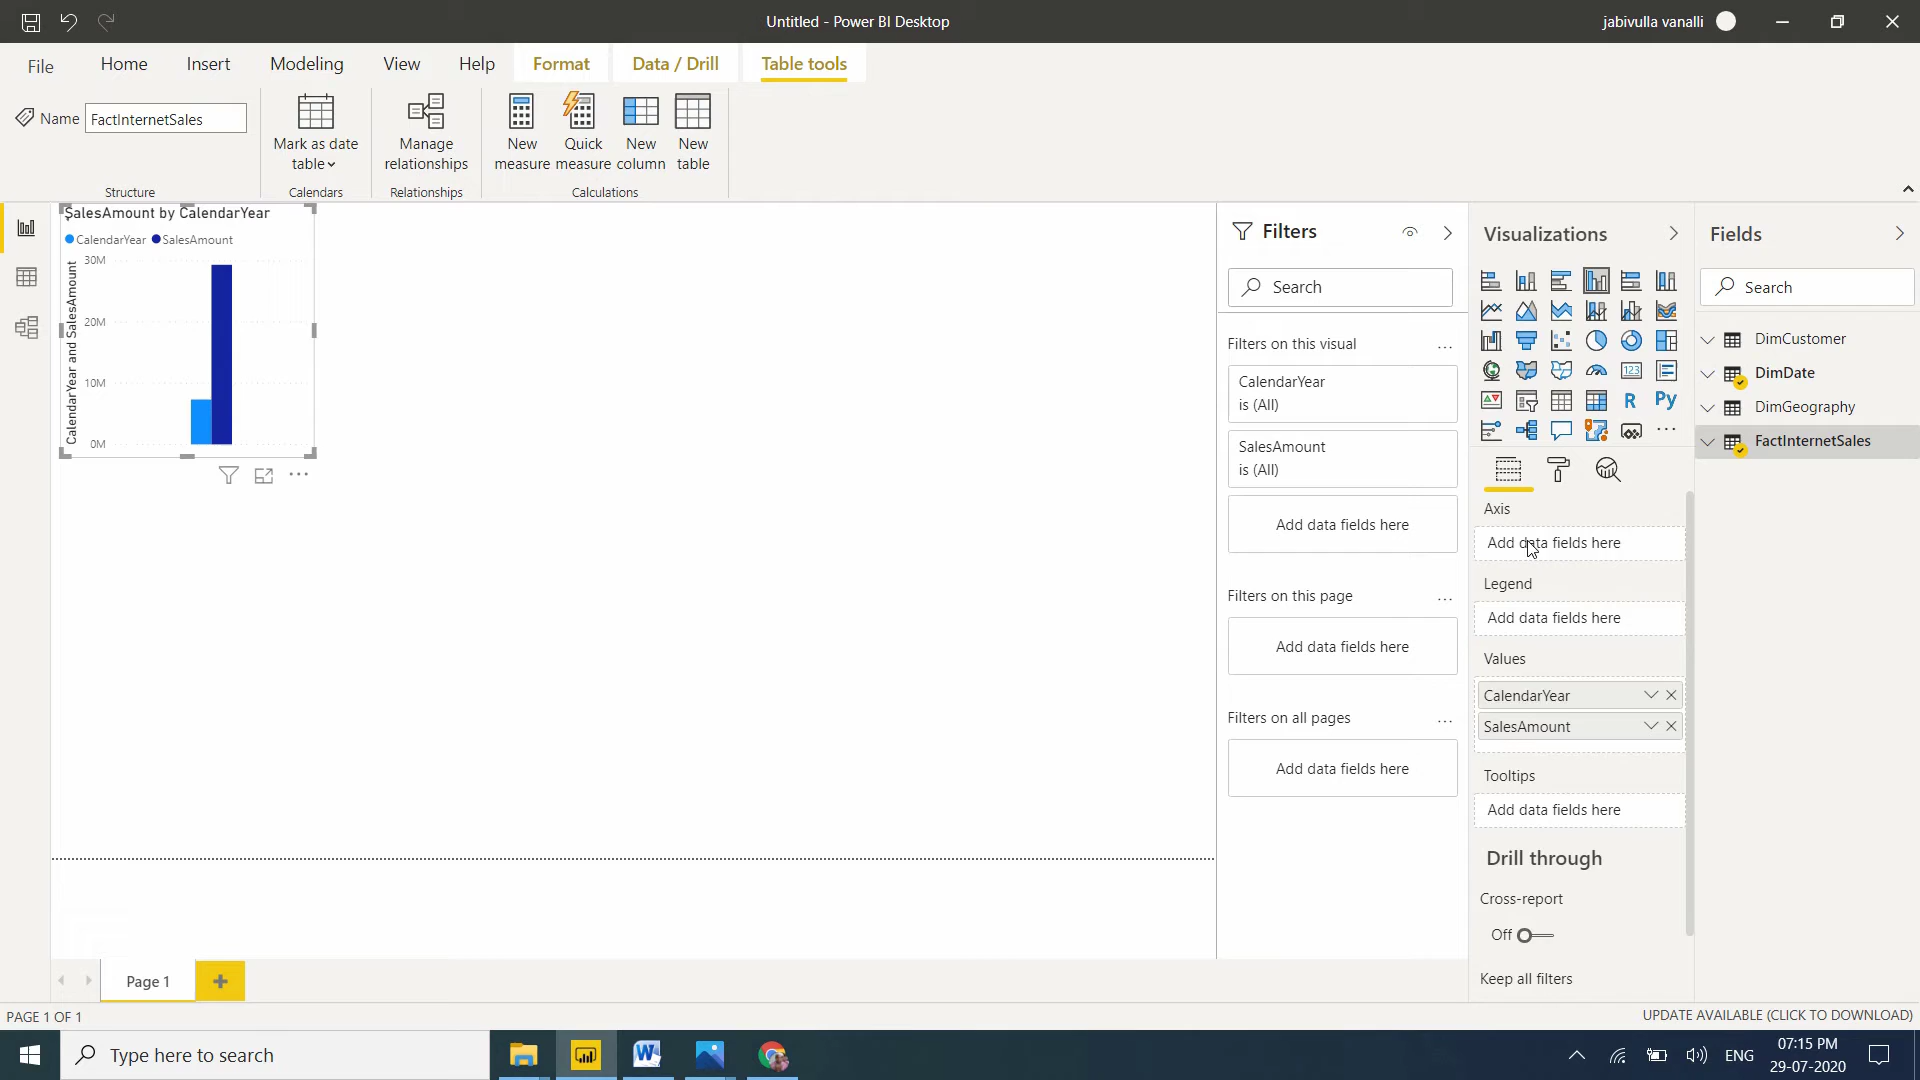 Untitled - Power BI Desktop
jabivulla vanalli
File
Home
Insert
Modeling
View
Help
Format
Data / Drill
Table tools
Name
FactInternetSales
Mark as date
table
Manage
relationships
New
measure
Quick
measure
New
column
New
table
Structure
Calendars
Relationships
Calculations
SalesAmount by CalendarYear
CalendarYear
SalesAmount
CalendarYear and SalesAmount
30M
20M
10M
0M
Filters
Search
Filters on this visual
...
CalendarYear
is (All)
SalesAmount
is (All)
Add data fields here
Filters on this page
...
Add data fields here
Filters on all pages
...
Add data fields here
Visualizations
123
R
Py
...
Axis
Add data fields here
Legend
Add data fields here
Values
CalendarYear
SalesAmount
Tooltips
Add data fields here
Drill through
Cross-report
Off
Keep all filters
Fields
Search
DimCustomer
DimDate
DimGeography
FactInternetSales
Page 1
PAGE 1 OF 1
UPDATE AVAILABLE (CLICK TO DOWNLOAD)
Type here to search
ENG
07:15 PM
29-07-2020